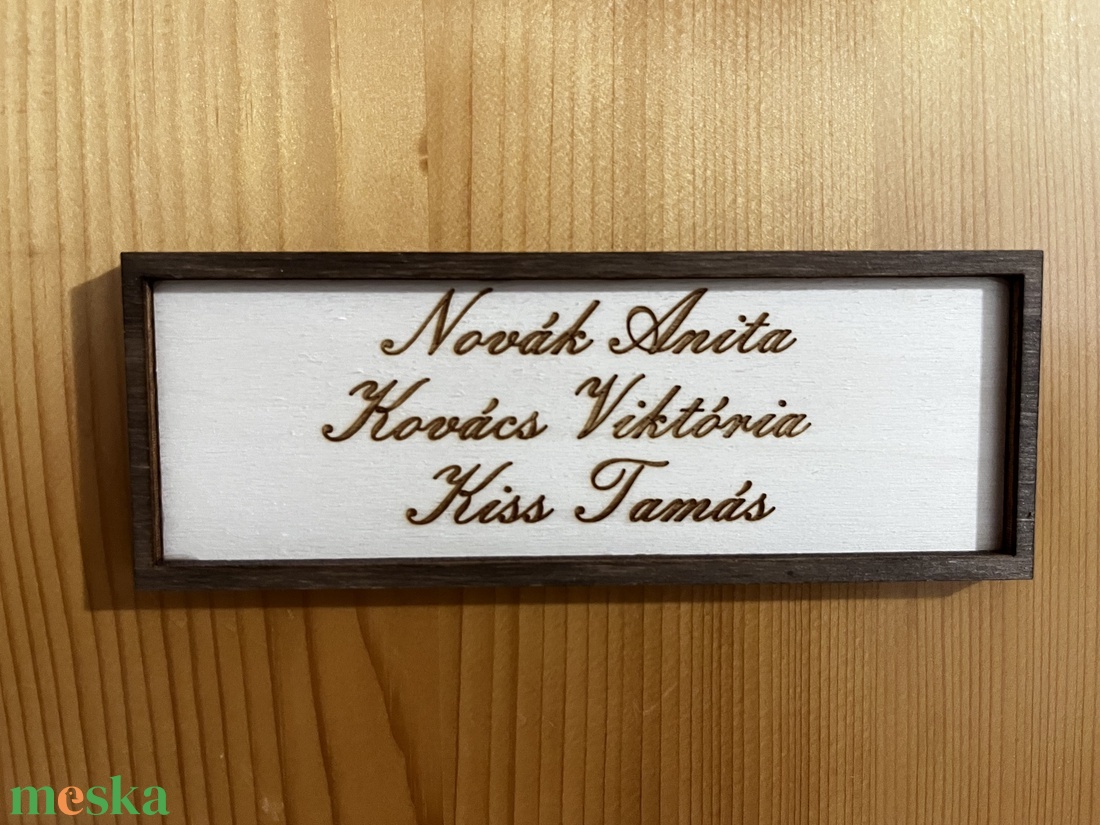 Novák Anita
Kovács Viktória
Kiss Tamás
meska